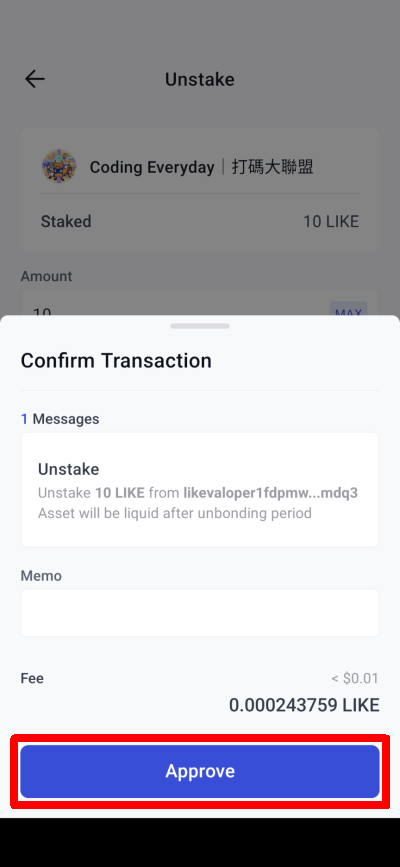 Unstake
Coding Everyday｜打碼大聯盟
Staked 10 LIKE
Amount
10 MAX
Confirm Transaction
1 Messages
Unstake
Unstake 10 LIKE from likevaloper1fdpmw...mdq3
Asset will be liquid after unbonding period
Memo
Fee < $0.01
0.000243759 LIKE
Approve